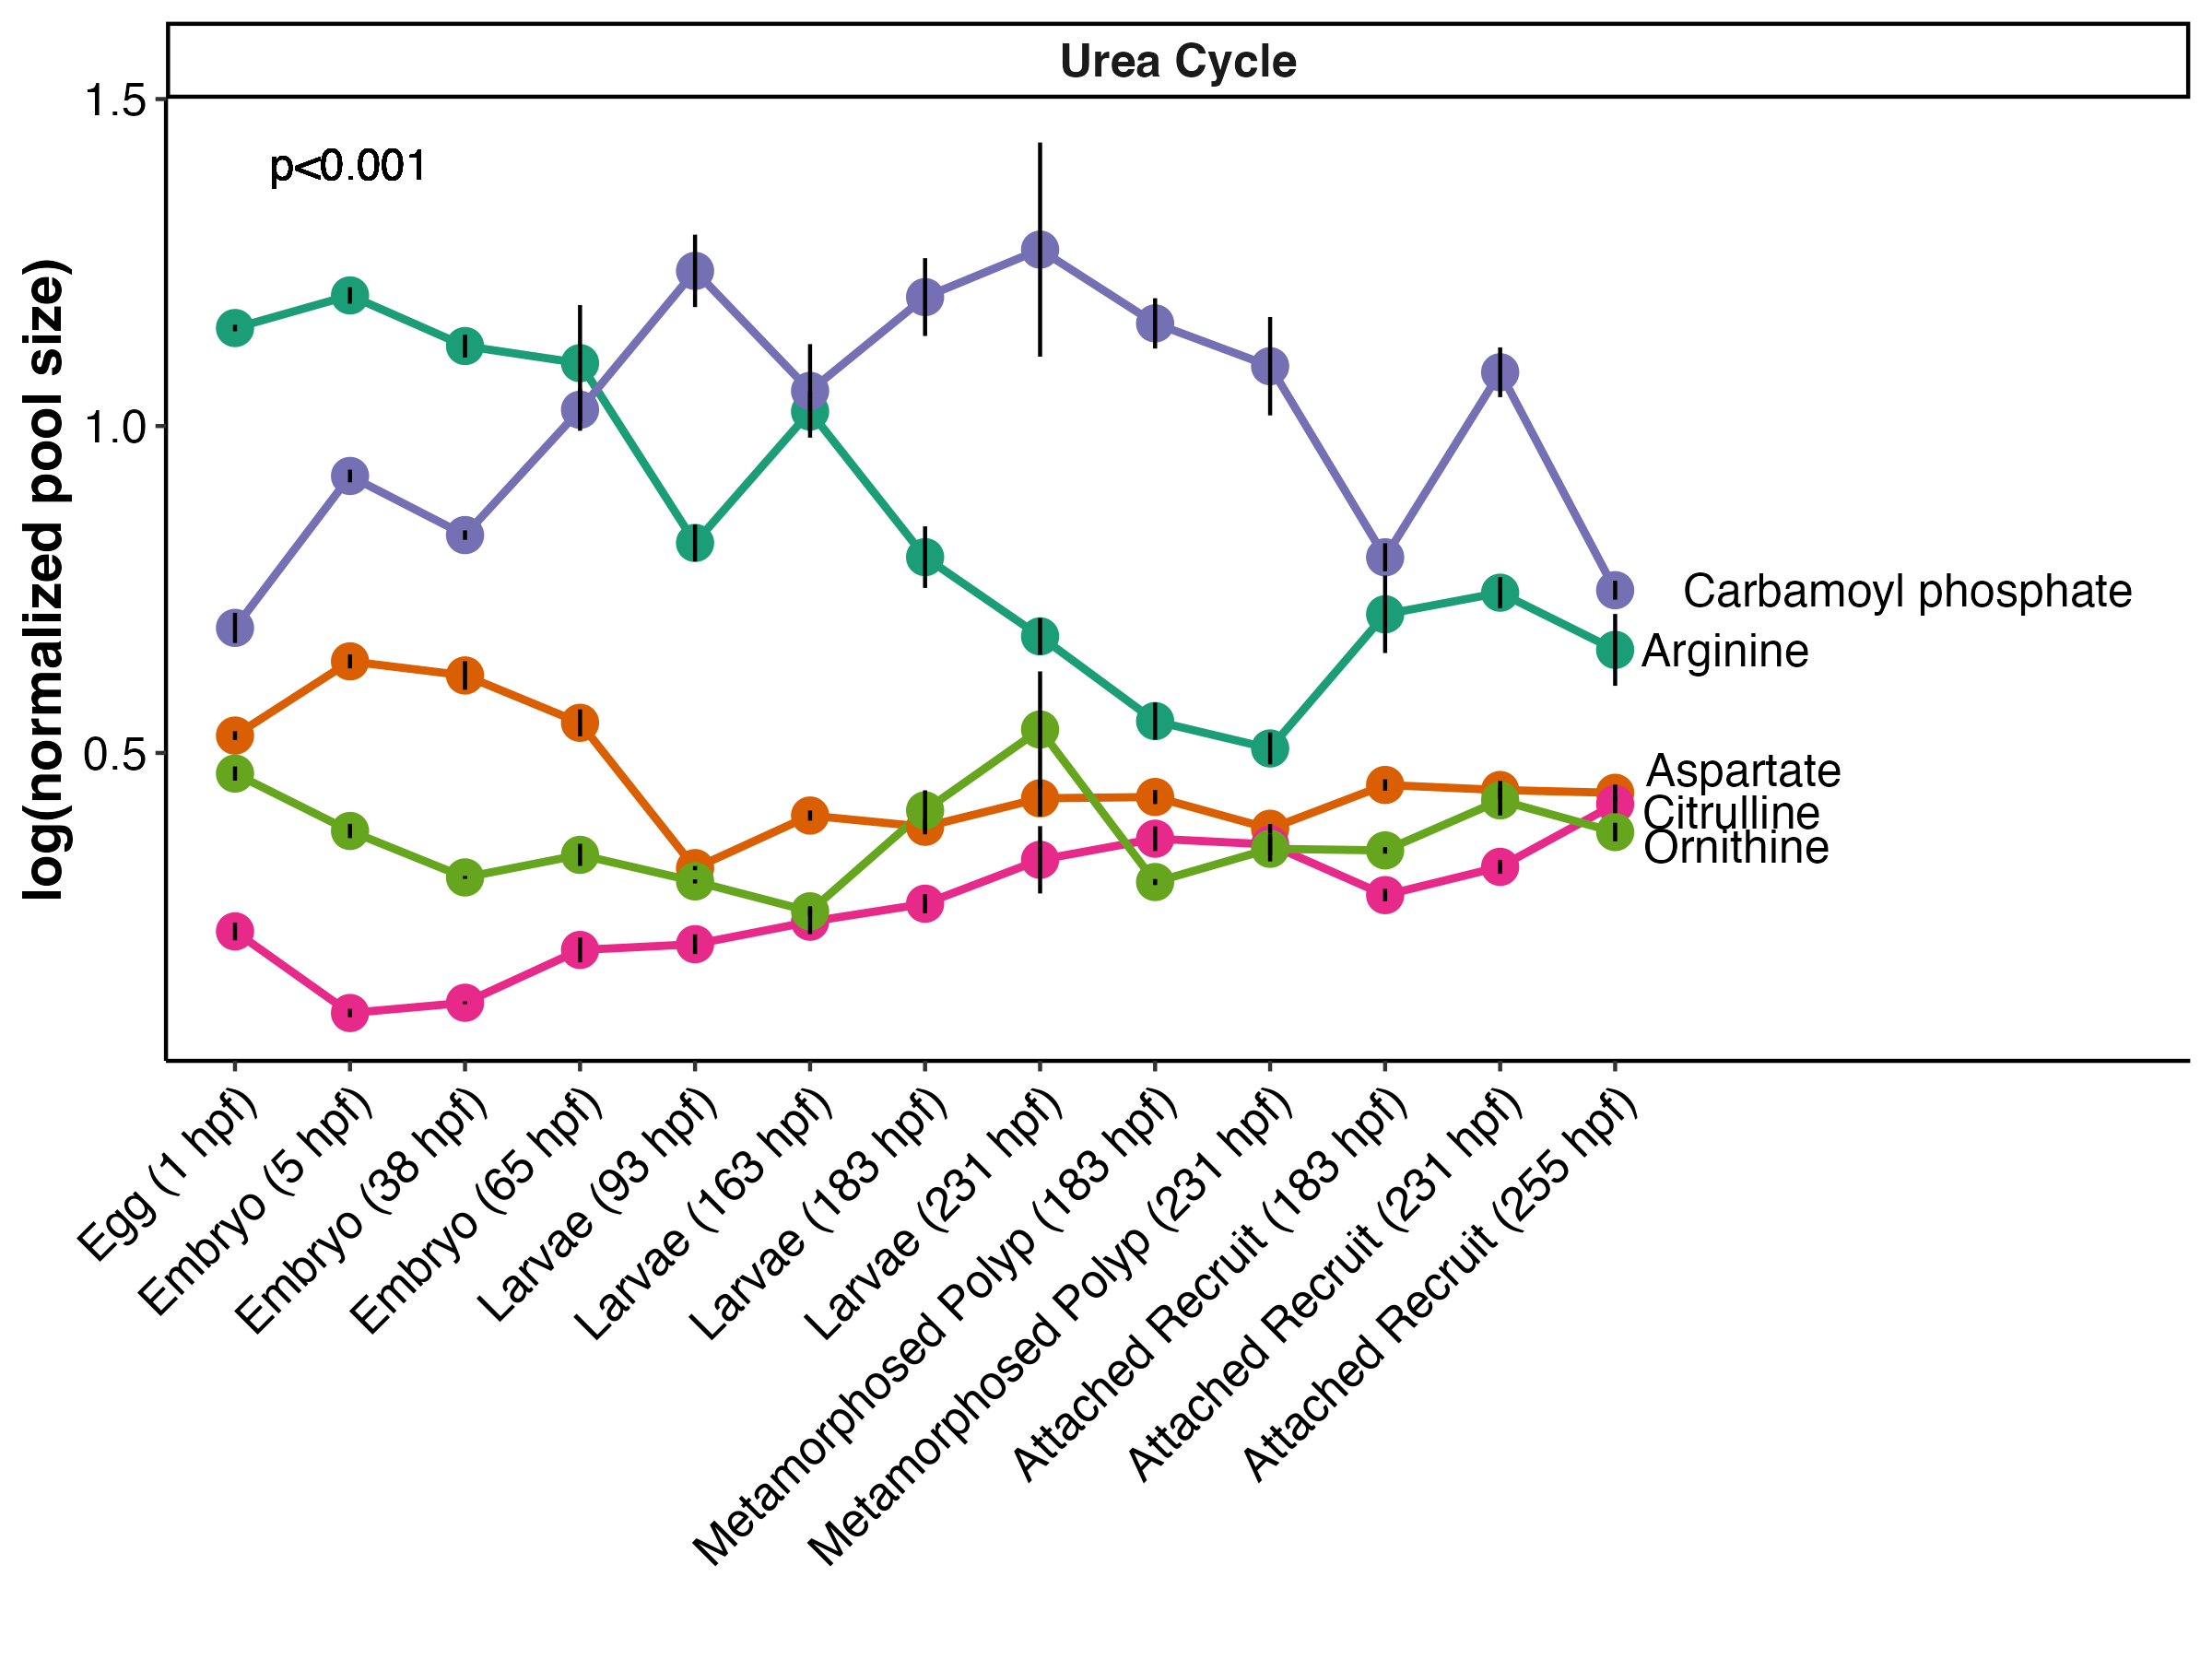 Urea Cycle
1.5
1.0
0.5
log(normalized pool size)
p<0.001
Carbamoyl phosphate
Arginine
Aspartate
Citrulline
Ornithine
Egg (1 hpf)
Embryo (5 hpf)
Embryo (38 hpf)
Embryo (65 hpf)
Larvae (93 hpf)
Larvae (163 hpf)
Larvae (183 hpf)
Larvae (231 hpf)
Metamorphosed Polyp (183 hpf)
Metamorphosed Polyp (231 hpf)
Attached Recruit (183 hpf)
Attached Recruit (231 hpf)
Attached Recruit (255 hpf)